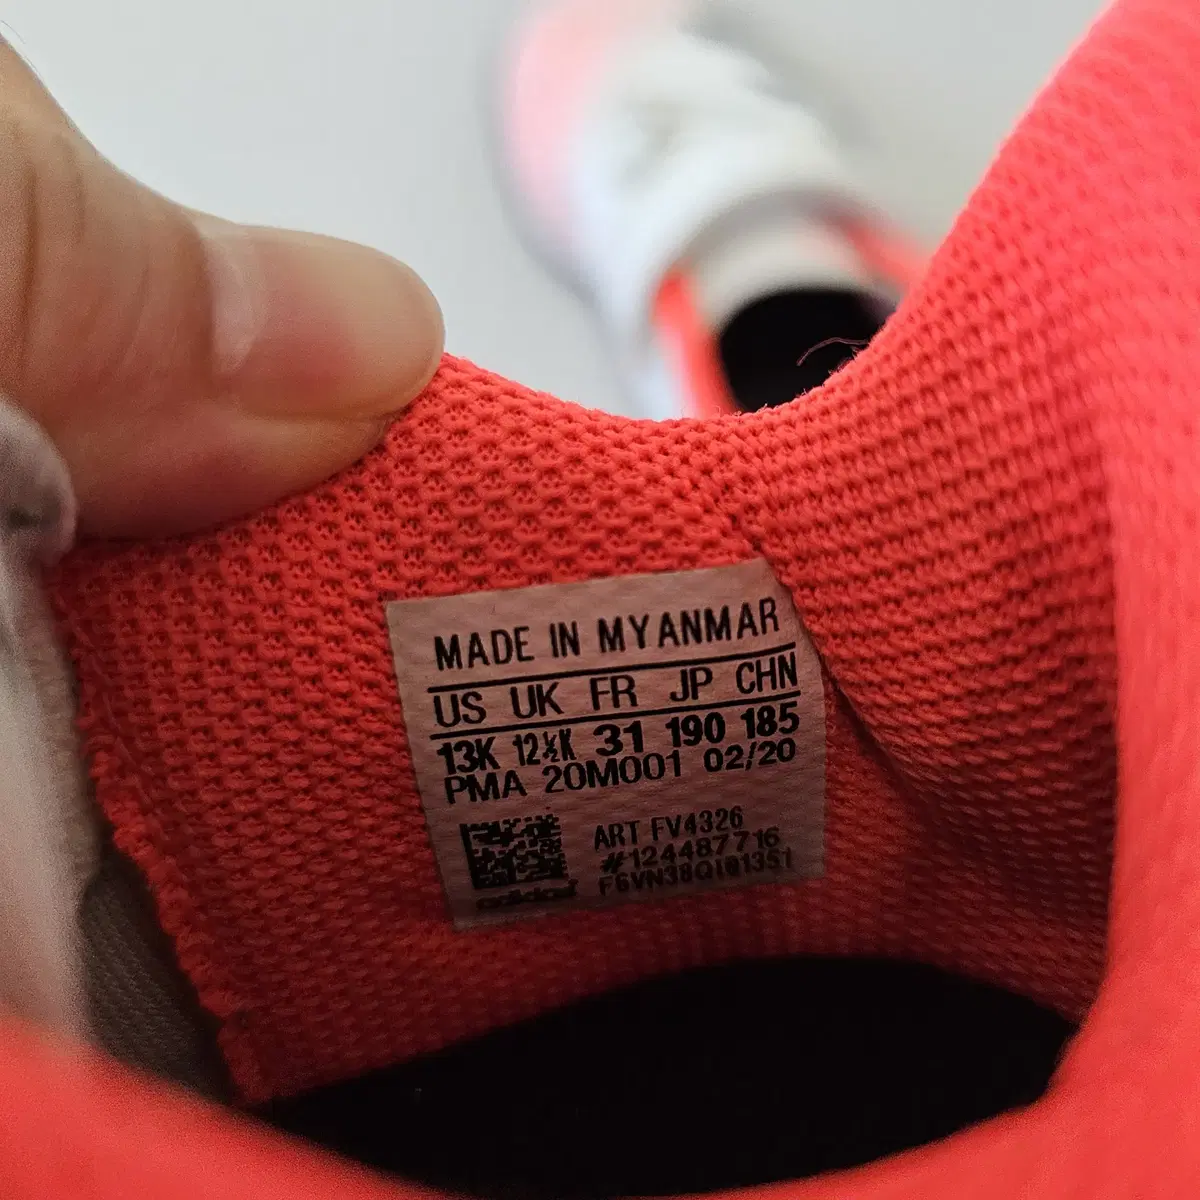 MADE IN MYANMAR
US UK FR JP CHN
13K 12½K 31 190 185
PMA 20M001 02/20
ART FV4326
#124487716
adidas